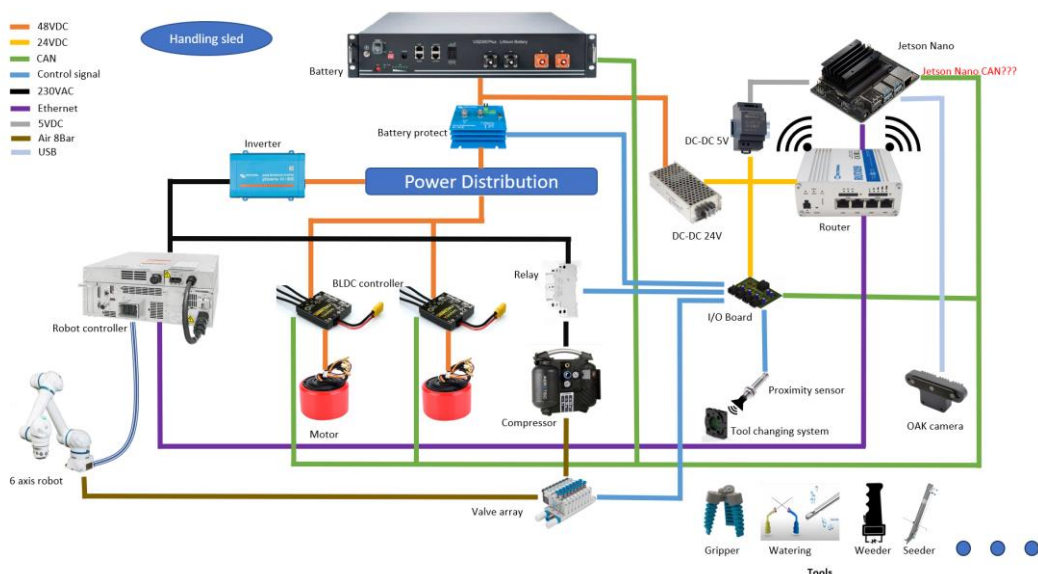 48VDC
24VDC
CAN
Control signal
230VAC
Ethernet
5VDC
Air 8Bar
USB
Handling sled
Battery
Jetson Nano
Jetson Nano CAN???
Battery protect
DC-DC 5V
Inverter
Power Distribution
DC-DC 24V
Router
Relay
BLDC controller
I/O Board
Robot controller
Proximity sensor
Tool changing system
OAK camera
Motor
Compressor
6 axis robot
Valve array
Gripper
Watering
Weeder
Seeder
Tools